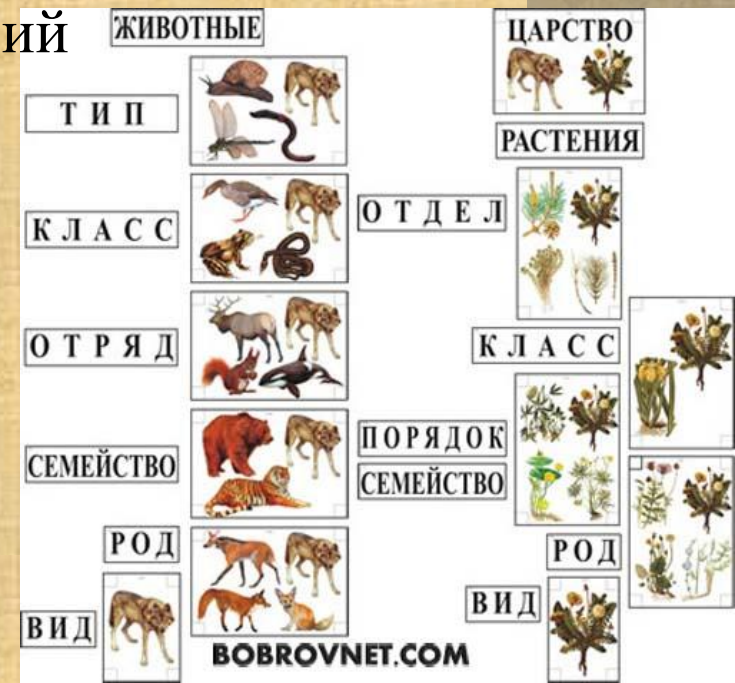 ий
ЖИВОТНЫЕ
ТИП
КЛАСС
ОТРЯД
СЕМЕЙСТВО
РОД
ВИД
ЦАРСТВО
РАСТЕНИЯ
ОТДЕЛ
КЛАСС
ПОРЯДОК
СЕМЕЙСТВО
РОД
ВИД
BOBROVNET.COM